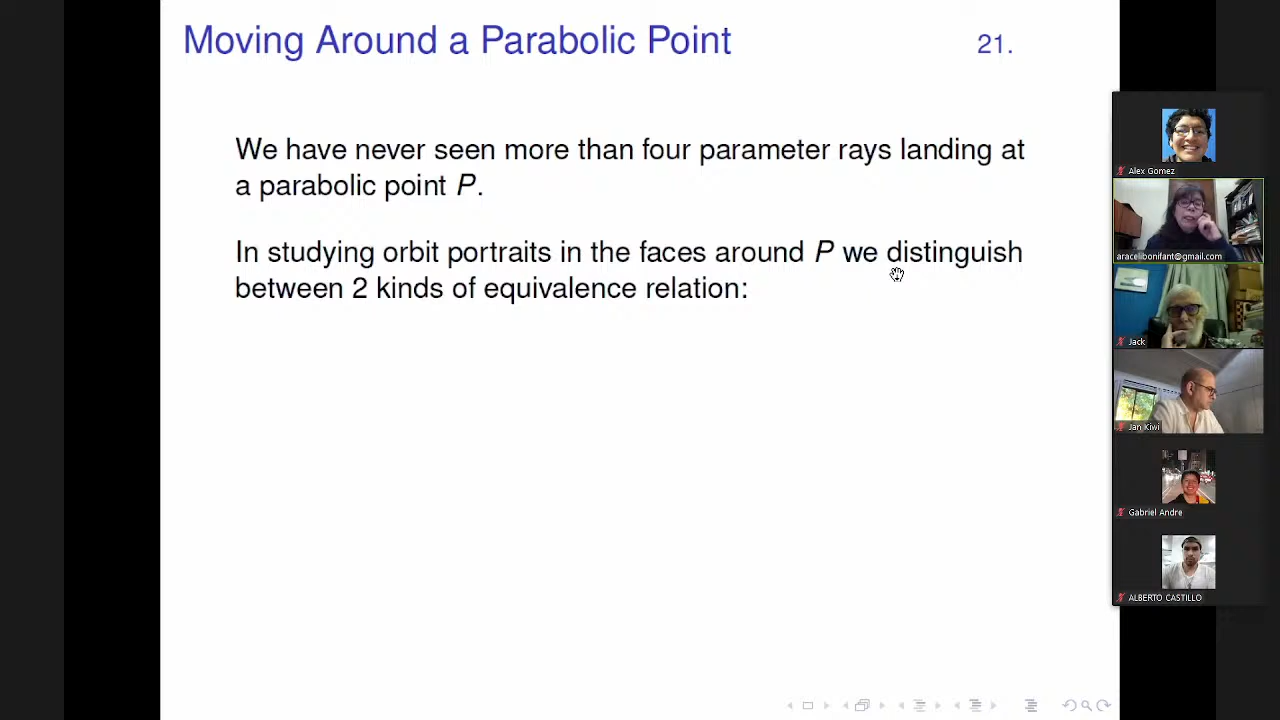 Moving Around a Parabolic Point
21.
We have never seen more than four parameter rays landing at
a parabolic point P.
In studying orbit portraits in the faces around P we distinguish
between 2 kinds of equivalence relation:
Alex Gomez
aracelibonifant@gmail.com
Jack
Jan Kiwi
Gabriel Andre
ALBERTO CASTILLO